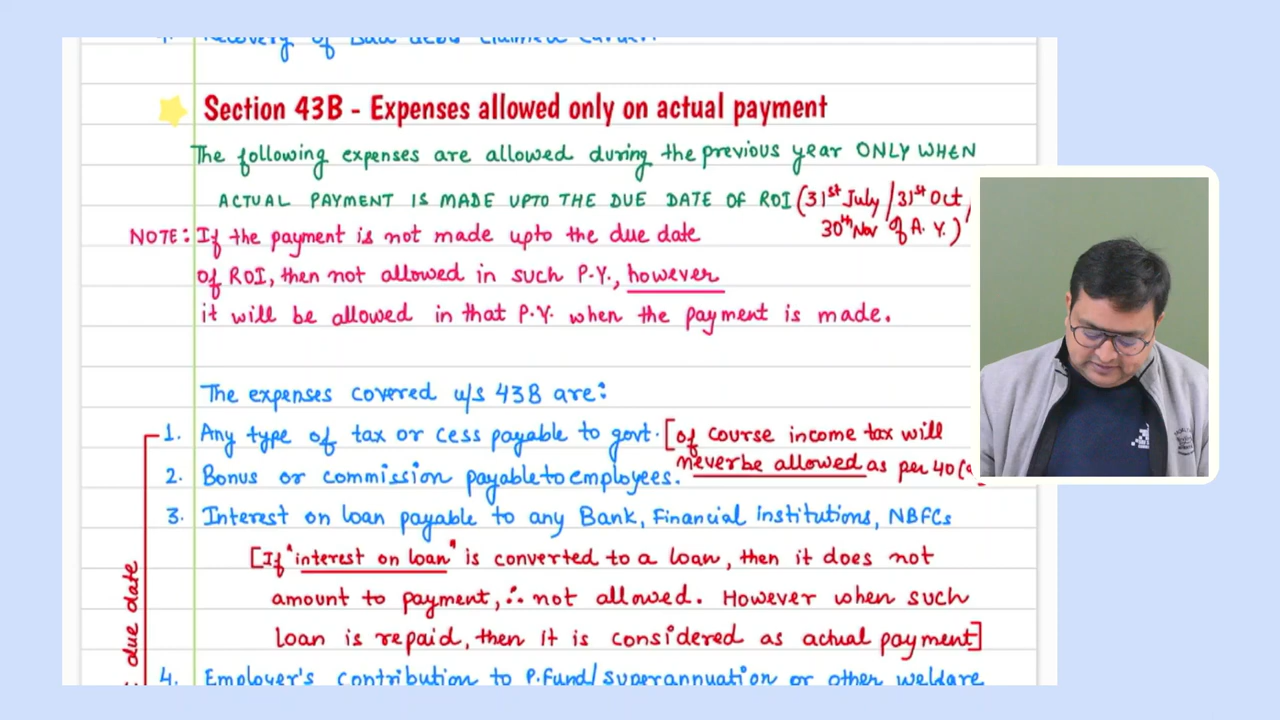 Recovery of Bad debts claimed earlier.
Section 43B - Expenses allowed only on actual payment
The following expenses are allowed during the previous year ONLY WHEN
ACTUAL PAYMENT IS MADE UPTO THE DUE DATE OF ROI (31st July / 31st Oct /
30th Nov of A.Y.)
NOTE: If the payment is not made upto the due date
of ROI, then not allowed in such P.Y., however
it will be allowed in that P.Y. when the payment is made.
The expenses covered u/s 43B are:
1. Any type of tax or cess payable to govt. [of course income tax will
never be allowed as per 40(a)
2. Bonus or commission payable to employees.
3. Interest on loan payable to any Bank, Financial institutions, NBFCs
[If "interest on loan" is converted to a loan, then it does not
amount to payment, ∴ not allowed. However when such
loan is repaid, then it is considered as actual payment]
4. Employer's contribution to P.Fund/superannuation or other welfare
due date